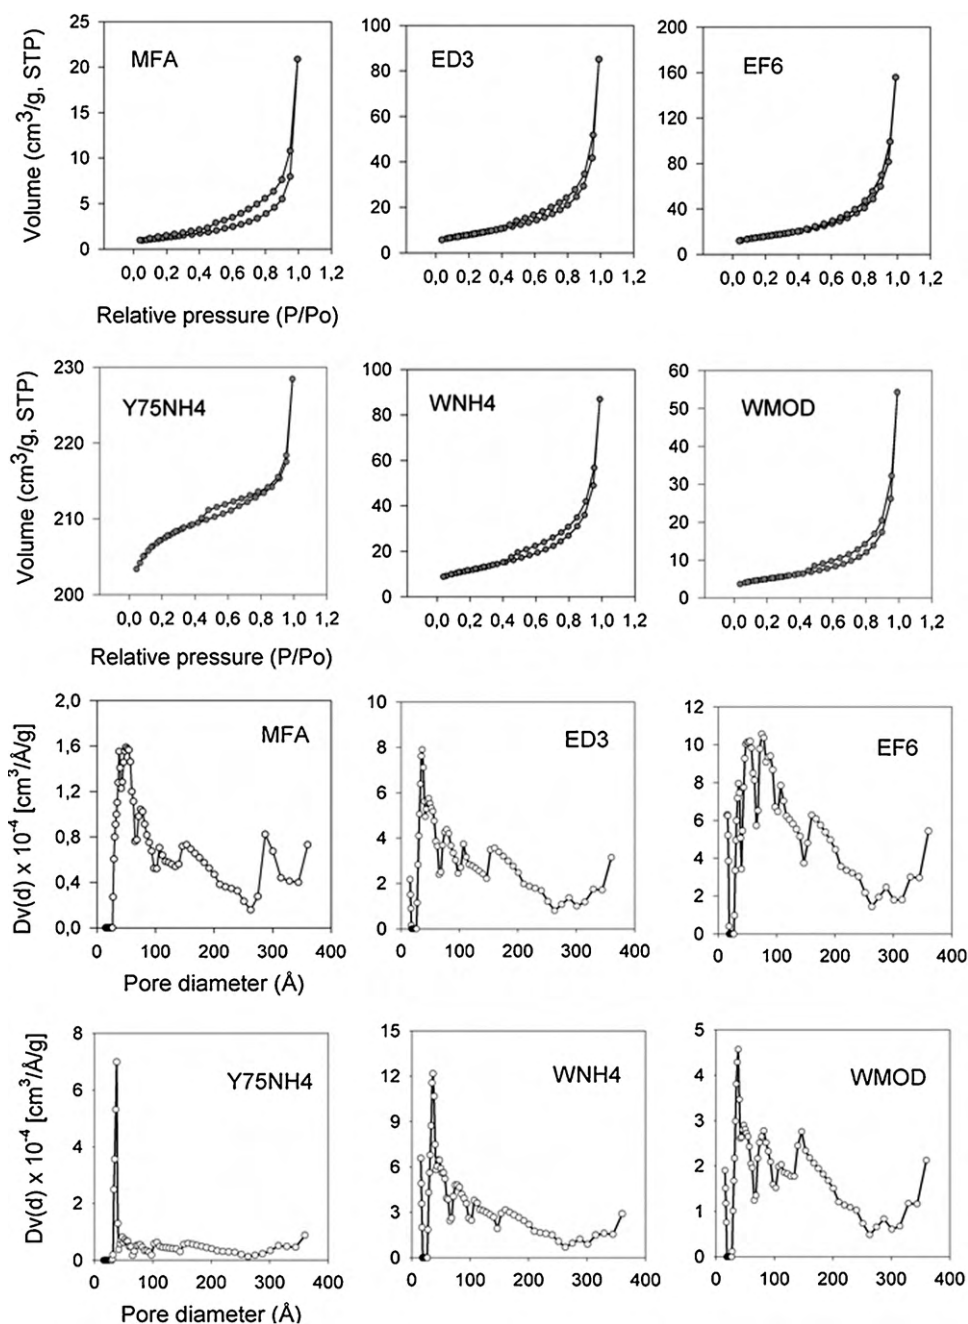 25
20
15
10
5
0
Volume (cm3/g, STP)
MFA
0,0 0,2 0,4 0,6 0,8 1,0 1,2
Relative pressure (P/Po)
100
80
60
40
20
0
ED3
0,0 0,2 0,4 0,6 0,8 1,0 1,2
200
160
120
80
40
0
EF6
0,0 0,2 0,4 0,6 0,8 1,0 1,2
230
220
210
200
Volume (cm3/g, STP)
Y75NH4
0,0 0,2 0,4 0,6 0,8 1,0 1,2
Relative pressure (P/Po)
100
80
60
40
20
0
WNH4
0,0 0,2 0,4 0,6 0,8 1,0 1,2
60
50
40
30
20
10
0
WMOD
0,0 0,2 0,4 0,6 0,8 1,0 1,2
2,0
1,6
1,2
0,8
0,4
0,0
Dv(d) x 10-4 [cm3/Å/g]
MFA
0 100 200 300 400
Pore diameter (Å)
10
8
6
4
2
0
ED3
0 100 200 300 400
12
10
8
6
4
2
0
EF6
0 100 200 300 400
8
6
4
2
0
Dv(d) x 10-4 [cm3/Å/g]
Y75NH4
0 100 200 300 400
Pore diameter (Å)
15
12
9
6
3
0
WNH4
0 100 200 300 400
5
4
3
2
1
0
WMOD
0 100 200 300 400